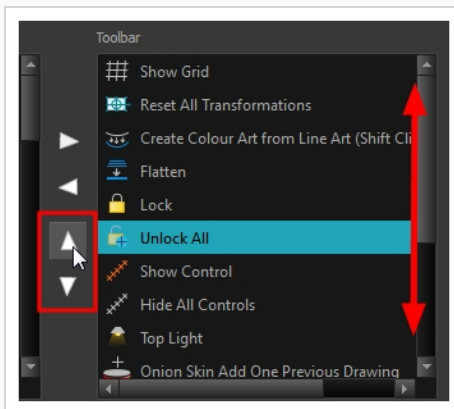 Toolbar
Show Grid
Reset All Transformations
Create Colour Art from Line Art (Shift Cli
Flatten
Lock
Unlock All
Show Control
Hide All Controls
Top Light
Onion Skin Add One Previous Drawing